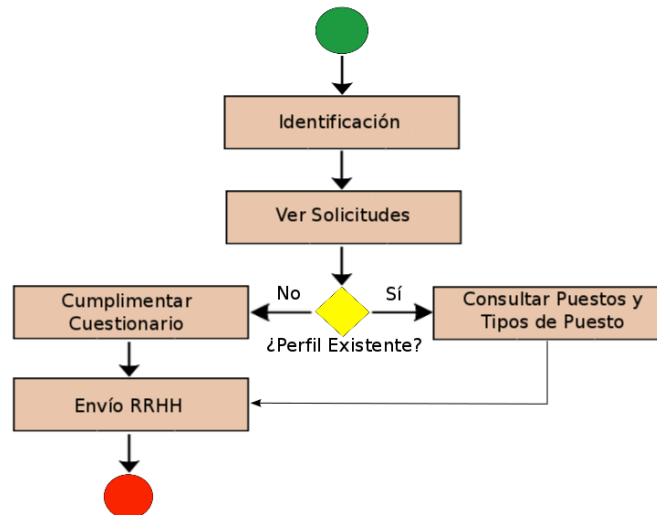 Identificación
Ver Solicitudes
No
Sí
¿Perfil Existente?
Cumplimentar
Cuestionario
Consultar Puestos y
Tipos de Puesto
Envío RRHH